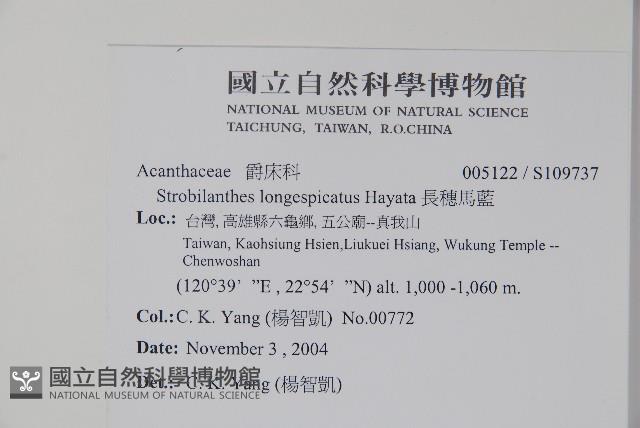 國立自然科學博物館
NATIONAL MUSEUM OF NATURAL SCIENCE
TAICHUNG, TAIWAN, R.O.CHINA
Acanthaceae 爵床科 005122 / S109737
Strobilanthes longespicatus Hayata 長穗馬藍
Loc.: 台灣, 高雄縣六龜鄉, 五公廟--真我山
Taiwan, Kaohsiung Hsien,Liukuei Hsiang, Wukung Temple --
Chenwoshan
(120°39’ ”E , 22°54’ ”N) alt. 1,000 -1,060 m.
Col.:C. K. Yang (楊智凱) No.00772
Date: November 3 , 2004
Det.: C. K. Yang (楊智凱)
國立自然科學博物館
NATIONAL MUSEUM OF NATURAL SCIENCE